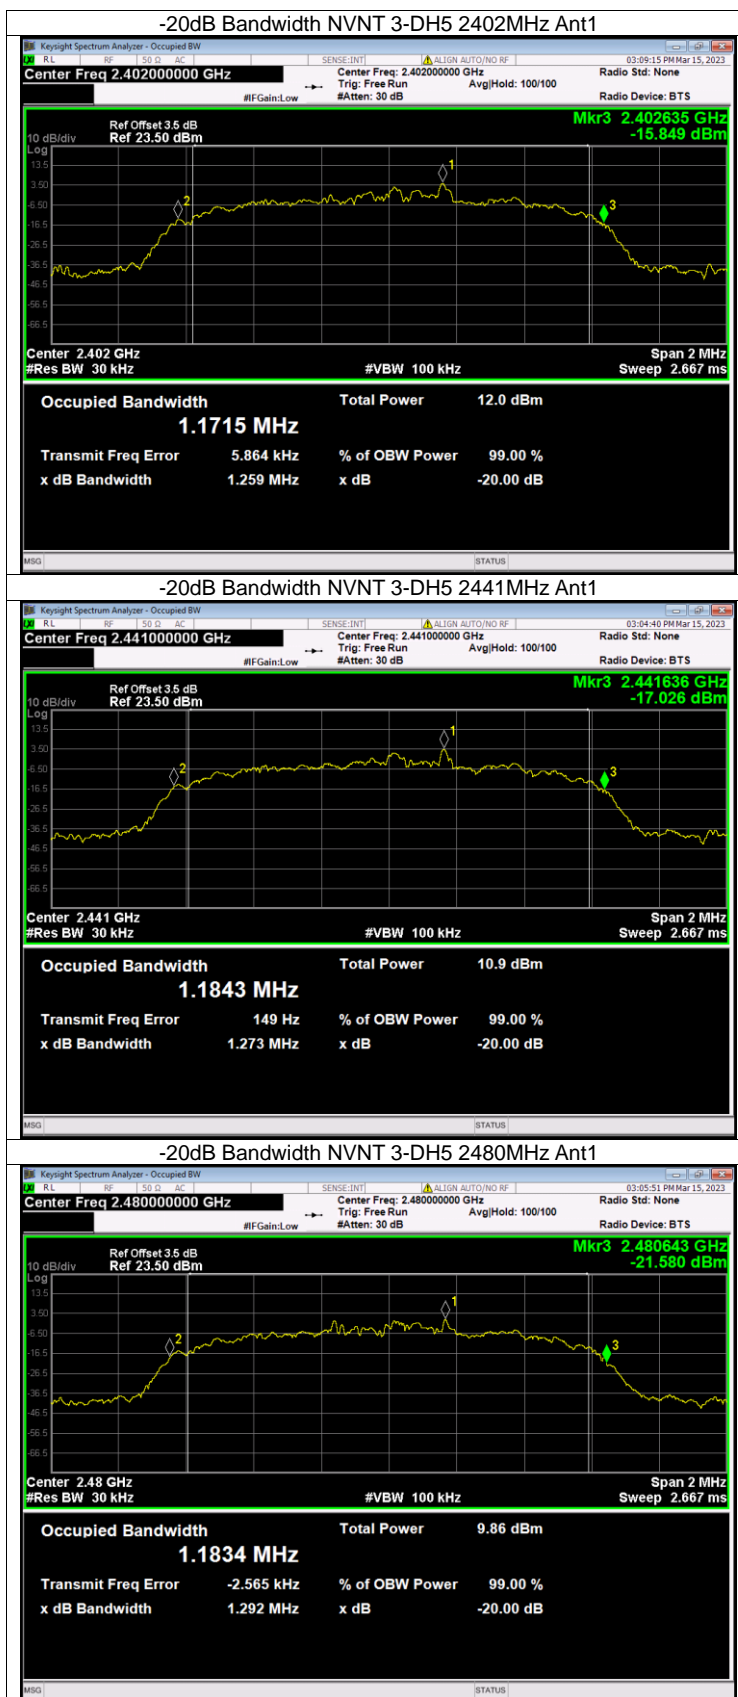 -20dB Bandwidth NVNT 3-DH5 2402MHz Ant1
Keysight Spectrum Analyzer - Occupied BW
RL RF 50 Ω AC SENSE:INT ALIGN AUTO/NO RF 03:09:15 PM Mar 15, 2023
Center Freq 2.402000000 GHz Center Freq: 2.402000000 GHz Radio Std: None
Trig: Free Run Avg|Hold: 100/100
#IFGain:Low #Atten: 30 dB Radio Device: BTS
Mkr3 2.402635 GHz
-15.849 dBm
Ref Offset 3.5 dB
10 dB/div Ref 23.50 dBm
Log
13.5
3.50
-6.50
-16.5
-26.5
-36.5
-46.5
-56.5
-66.5
1
2
3
Center 2.402 GHz Span 2 MHz
#Res BW 30 kHz #VBW 100 kHz Sweep 2.667 ms
Occupied Bandwidth Total Power 12.0 dBm
1.1715 MHz
Transmit Freq Error 5.864 kHz % of OBW Power 99.00 %
x dB Bandwidth 1.259 MHz x dB -20.00 dB
MSG STATUS
-20dB Bandwidth NVNT 3-DH5 2441MHz Ant1
Keysight Spectrum Analyzer - Occupied BW
RL RF 50 Ω AC SENSE:INT ALIGN AUTO/NO RF 03:04:40 PM Mar 15, 2023
Center Freq 2.441000000 GHz Center Freq: 2.441000000 GHz Radio Std: None
Trig: Free Run Avg|Hold: 100/100
#IFGain:Low #Atten: 30 dB Radio Device: BTS
Mkr3 2.441636 GHz
-17.026 dBm
Ref Offset 3.5 dB
10 dB/div Ref 23.50 dBm
Log
13.5
3.50
-6.50
-16.5
-26.5
-36.5
-46.5
-56.5
-66.5
1
2
3
Center 2.441 GHz Span 2 MHz
#Res BW 30 kHz #VBW 100 kHz Sweep 2.667 ms
Occupied Bandwidth Total Power 10.9 dBm
1.1843 MHz
Transmit Freq Error 149 Hz % of OBW Power 99.00 %
x dB Bandwidth 1.273 MHz x dB -20.00 dB
MSG STATUS
-20dB Bandwidth NVNT 3-DH5 2480MHz Ant1
Keysight Spectrum Analyzer - Occupied BW
RL RF 50 Ω AC SENSE:INT ALIGN AUTO/NO RF 03:05:51 PM Mar 15, 2023
Center Freq 2.480000000 GHz Center Freq: 2.480000000 GHz Radio Std: None
Trig: Free Run Avg|Hold: 100/100
#IFGain:Low #Atten: 30 dB Radio Device: BTS
Mkr3 2.480643 GHz
-21.580 dBm
Ref Offset 3.5 dB
10 dB/div Ref 23.50 dBm
Log
13.5
3.50
-6.50
-16.5
-26.5
-36.5
-46.5
-56.5
-66.5
1
2
3
Center 2.48 GHz Span 2 MHz
#Res BW 30 kHz #VBW 100 kHz Sweep 2.667 ms
Occupied Bandwidth Total Power 9.86 dBm
1.1834 MHz
Transmit Freq Error -2.565 kHz % of OBW Power 99.00 %
x dB Bandwidth 1.292 MHz x dB -20.00 dB
MSG STATUS